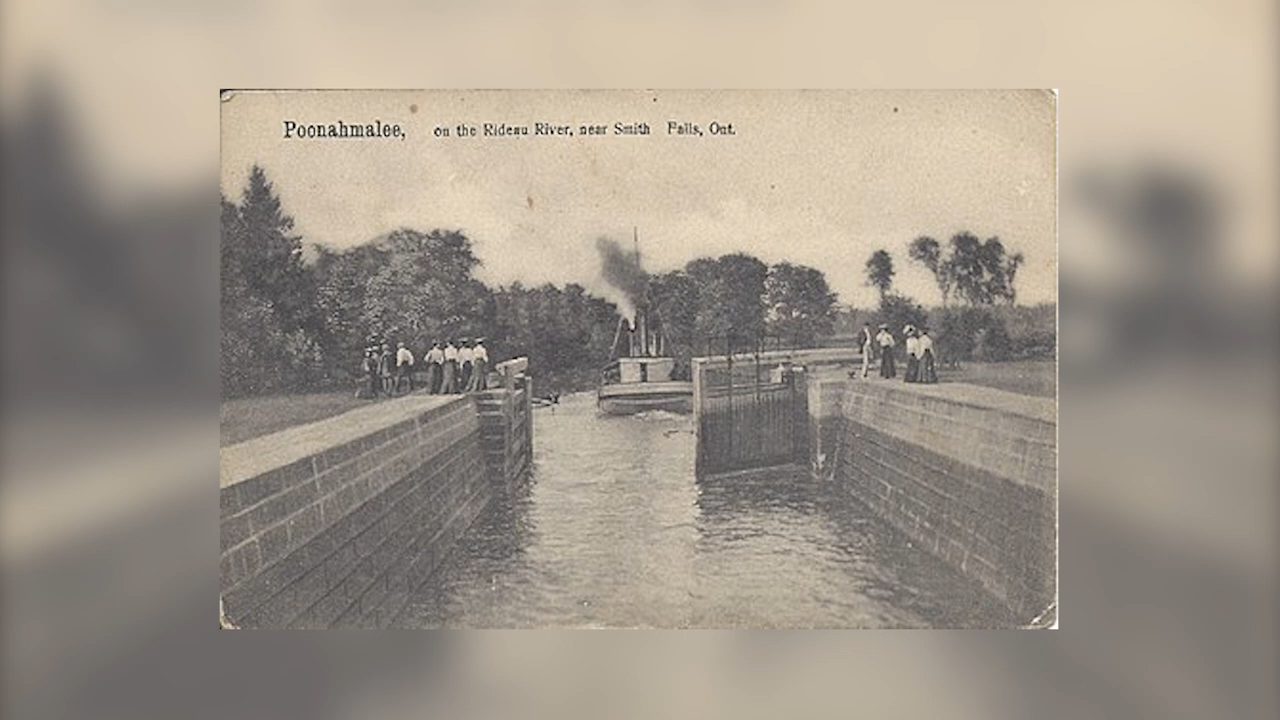 Poonahmalee, on the Rideau River, near Smith Falls, Ont.